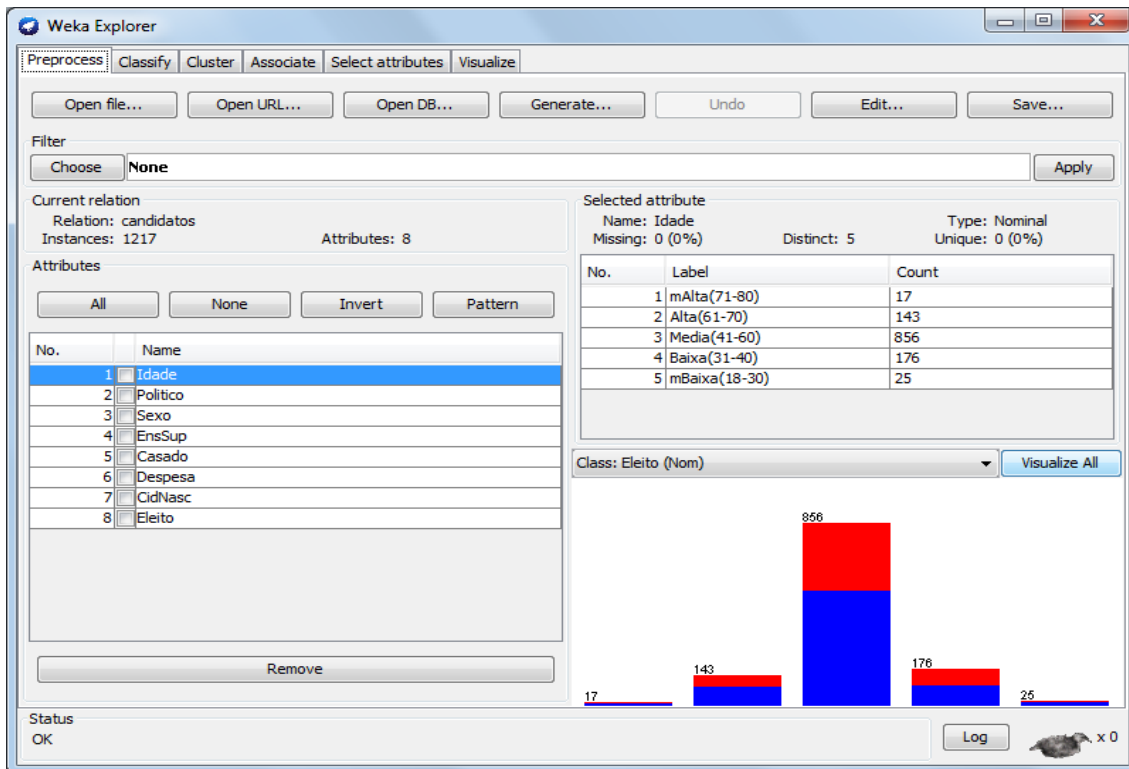 Weka Explorer
Preprocess Classify Cluster Associate Select attributes Visualize
Open file... Open URL... Open DB... Generate... Undo Edit... Save...
Filter
Choose None Apply
Current relation
Relation: candidatos
Instances: 1217 Attributes: 8
Attributes
All None Invert Pattern
No. Name
1 Idade
2 Politico
3 Sexo
4 EnsSup
5 Casado
6 Despesa
7 CidNasc
8 Eleito
Remove
Selected attribute
Name: Idade Type: Nominal
Missing: 0 (0%) Distinct: 5 Unique: 0 (0%)
No. Label Count
1 mAlta(71-80) 17
2 Alta(61-70) 143
3 Media(41-60) 856
4 Baixa(31-40) 176
5 mBaixa(18-30) 25
Class: Eleito (Nom) Visualize All
17 143 856 176 25
Status
OK Log x 0